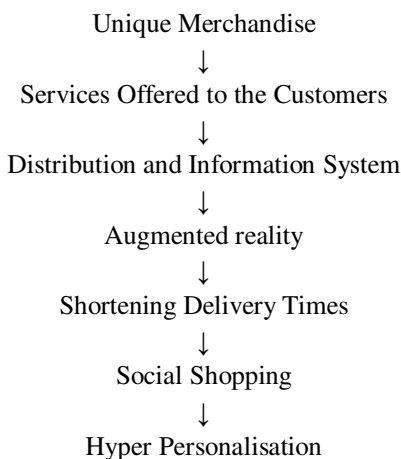 Unique Merchandise
↓
Services Offered to the Customers
↓
Distribution and Information System
↓
Augmented reality
↓
Shortening Delivery Times
↓
Social Shopping
↓
Hyper Personalisation